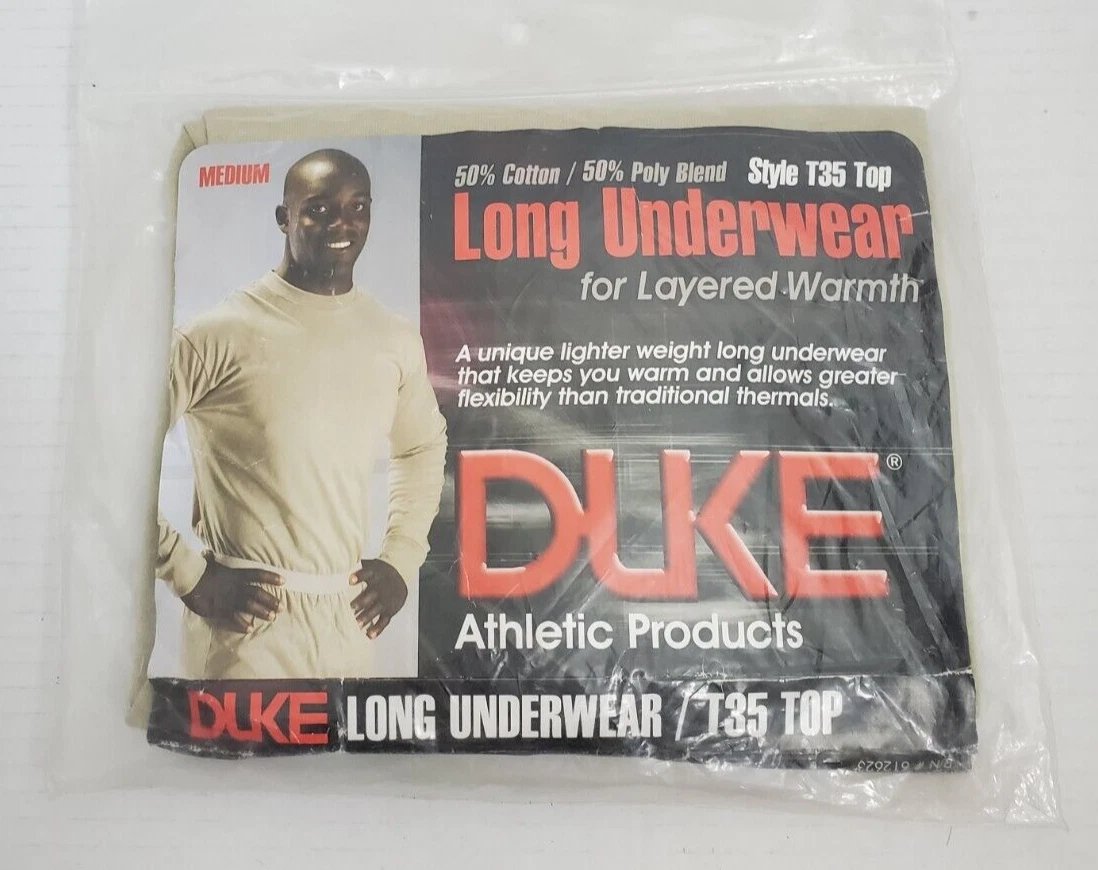 MEDIUM
50% Cotton / 50% Poly Blend Style T35 Top
Long Underwear
for Layered Warmth
A unique lighter weight long underwear
that keeps you warm and allows greater
flexibility than traditional thermals.
DUKE®
Athletic Products
DUKE LONG UNDERWEAR / T35 TOP
612623